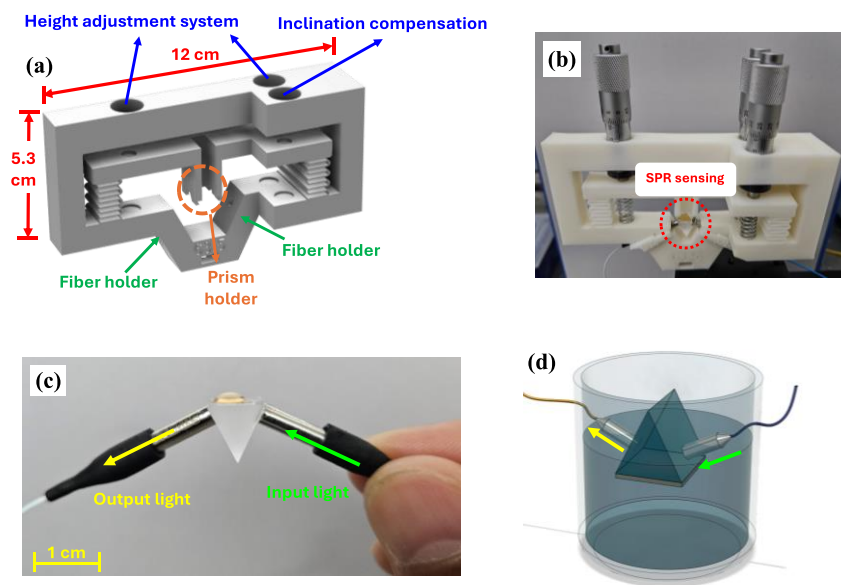 Height adjustment system
Inclination compensation
(a)
12 cm
5.3
cm
Fiber holder
Fiber holder
Prism
holder
(b)
SPR sensing
(c)
Output light
Input light
1 cm
(d)